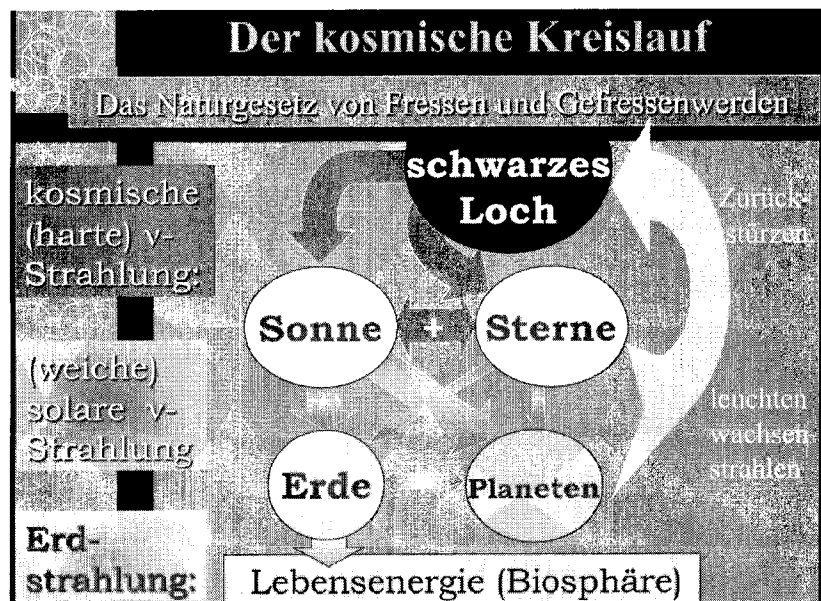 Der kosmische Kreislauf
Das Naturgesetz von Fressen und Gefressenwerden
kosmische
(harte) ν-
Strahlung:
schwarzes
Loch
Zurück-
stürzen
Sonne
+
Sterne
(weiche)
solare ν-
Strahlung
leuchten
wachsen
strahlen
Erde
Planeten
Erd-
strahlung:
Lebensenergie (Biosphäre)